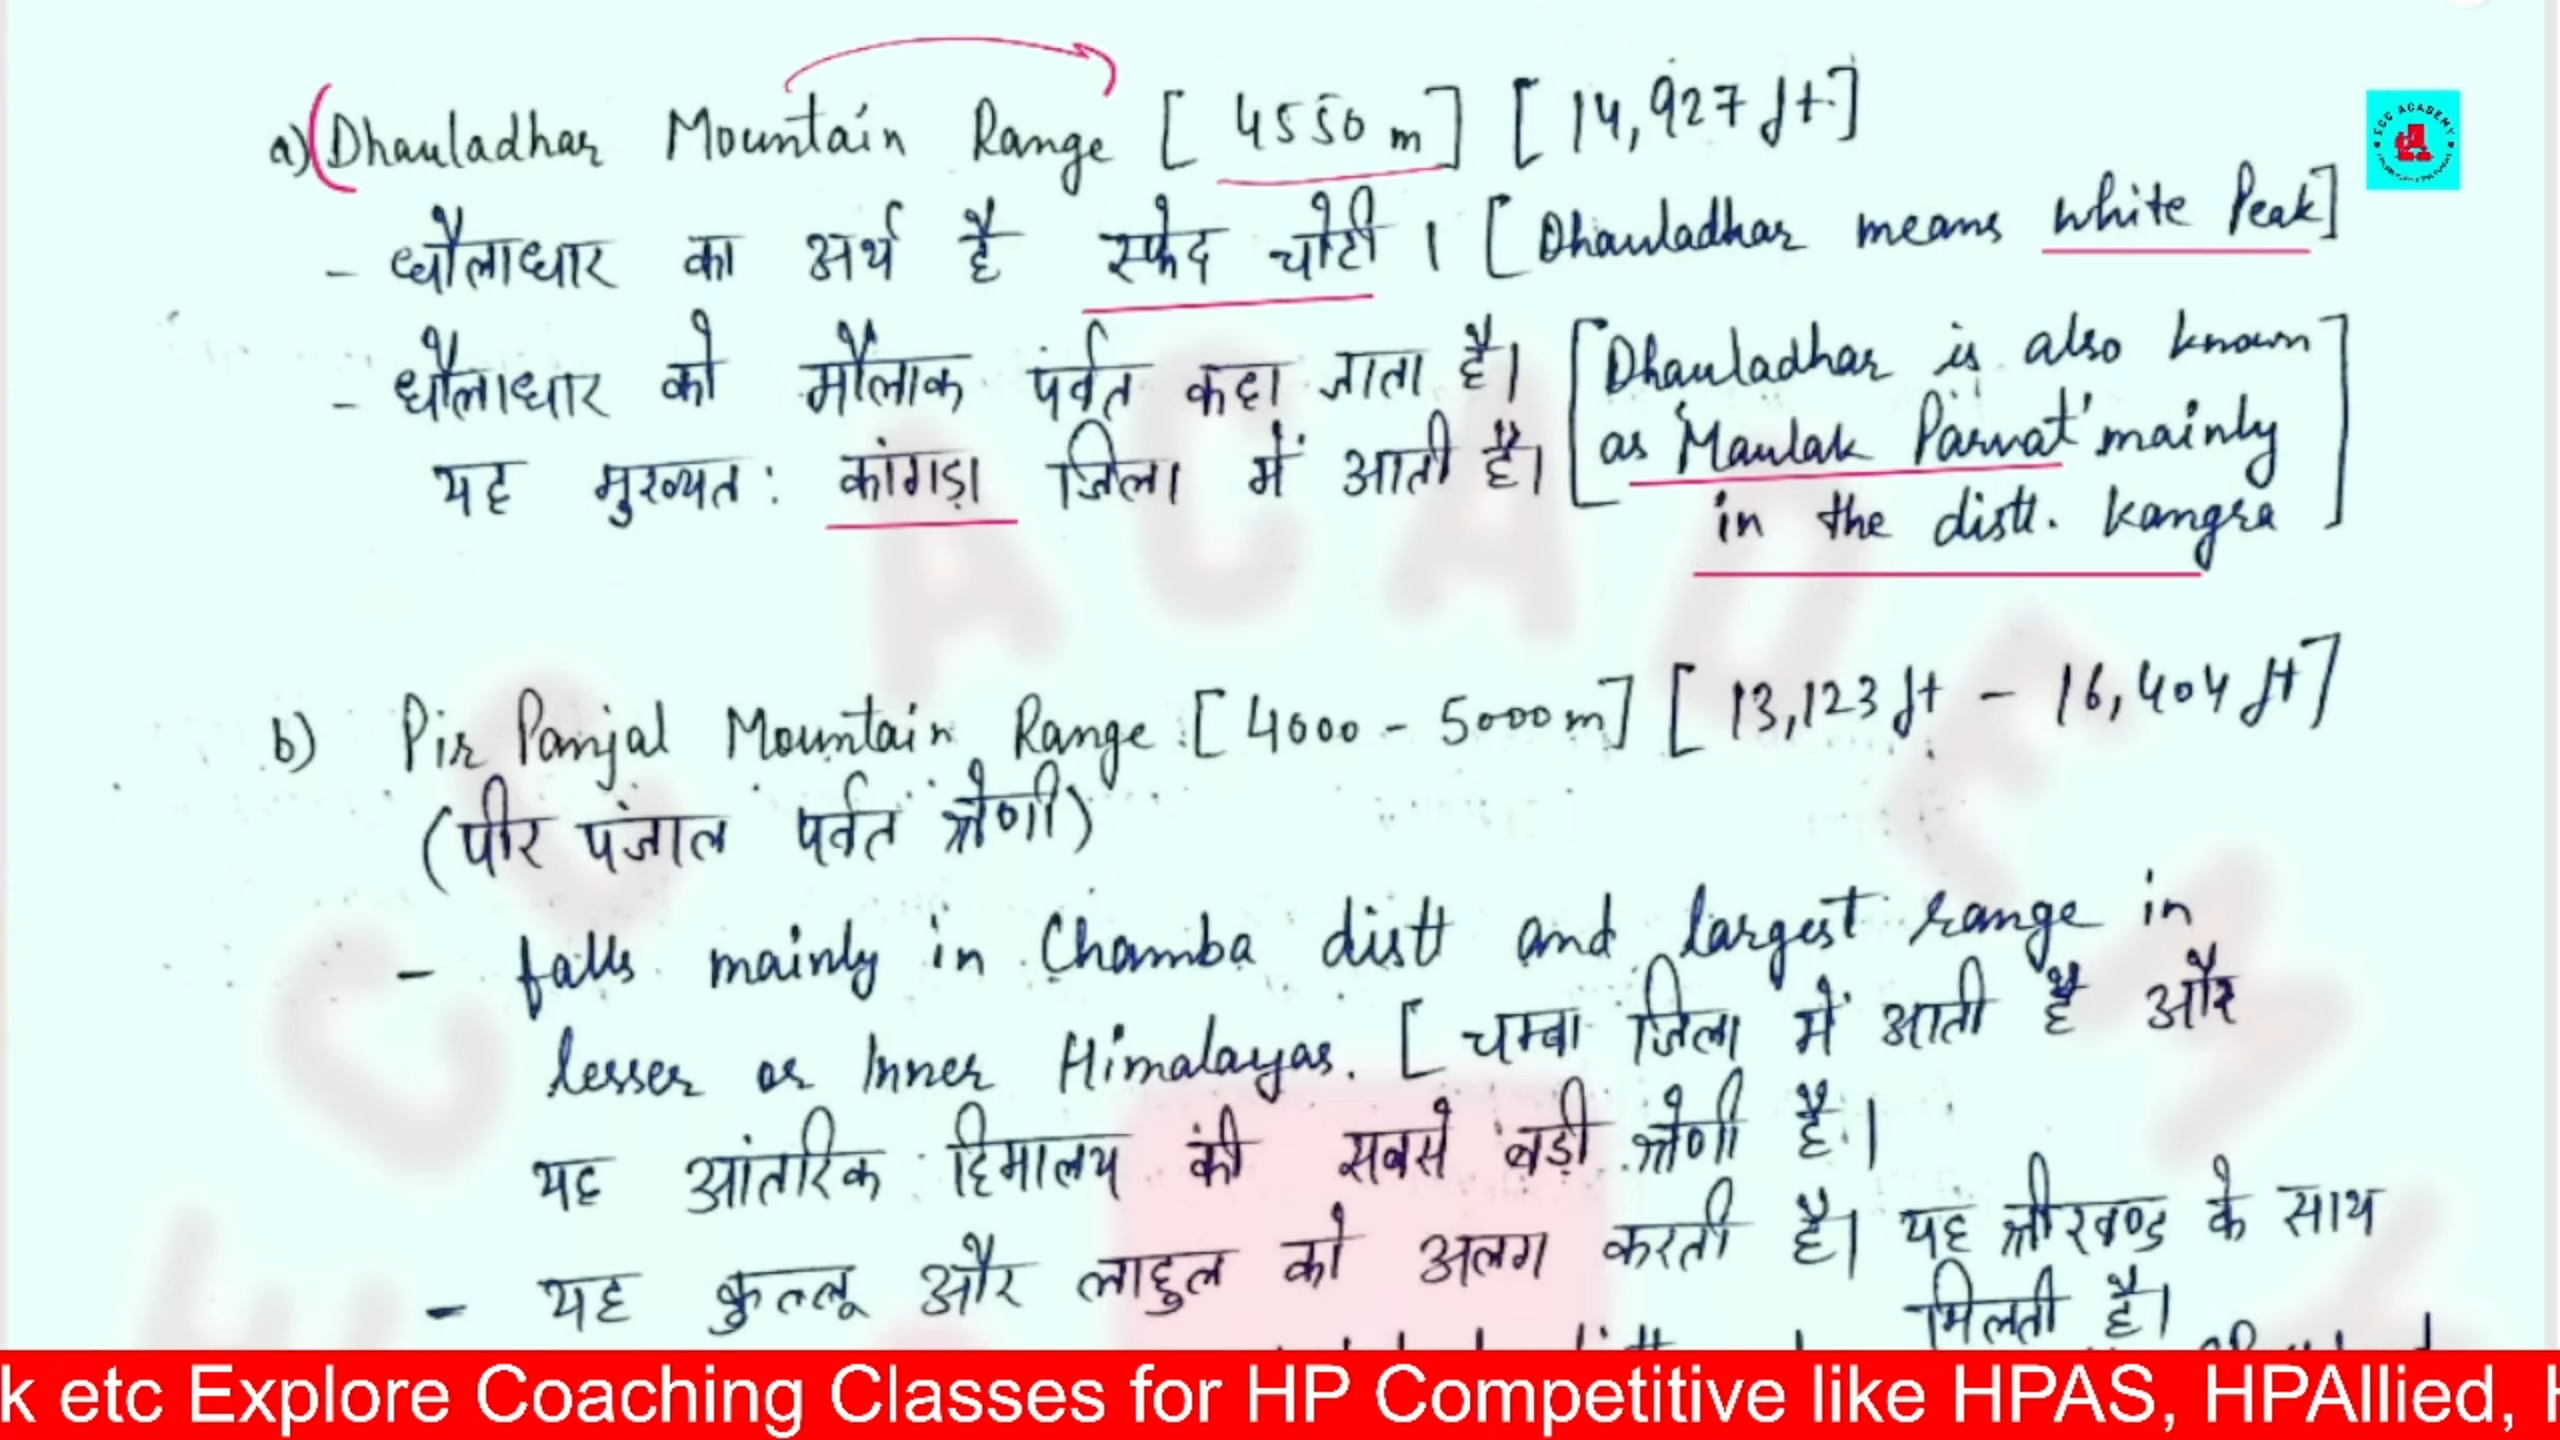 a) Dhauladhar Mountain Range [ 4550 m ] [ 14,927 ft.]
- धौलाधार का अर्थ है स्फेद चोटी । [ Dhauladhar means white Peak]
- धौलाधार को मौलाक पर्वत कहा जाता है। [Dhauladhar is also known
यह मुख्यत: कांगड़ा जिला में आती है। as 'Maulak Parvat' mainly
in the distt. Kangra ]
b) Pir Panjal Mountain Range [ 4000 - 5000m] [ 13,123 ft - 16,404 ft]
(पीर पंजाल पर्वत श्रेणी)
- falls mainly in Chamba distt and largest range in
lesser or Inner Himalayas. [ चम्बा जिला में आती है और
यह आंतरिक हिमालय की सबसे बड़ी श्रेणी है।
- यह कुल्लू और लाहुल को अलग करती है। यह श्रीखण्ड के साथ
मिलती है।
k etc Explore Coaching Classes for HP Competitive like HPAS, HPAllied, H